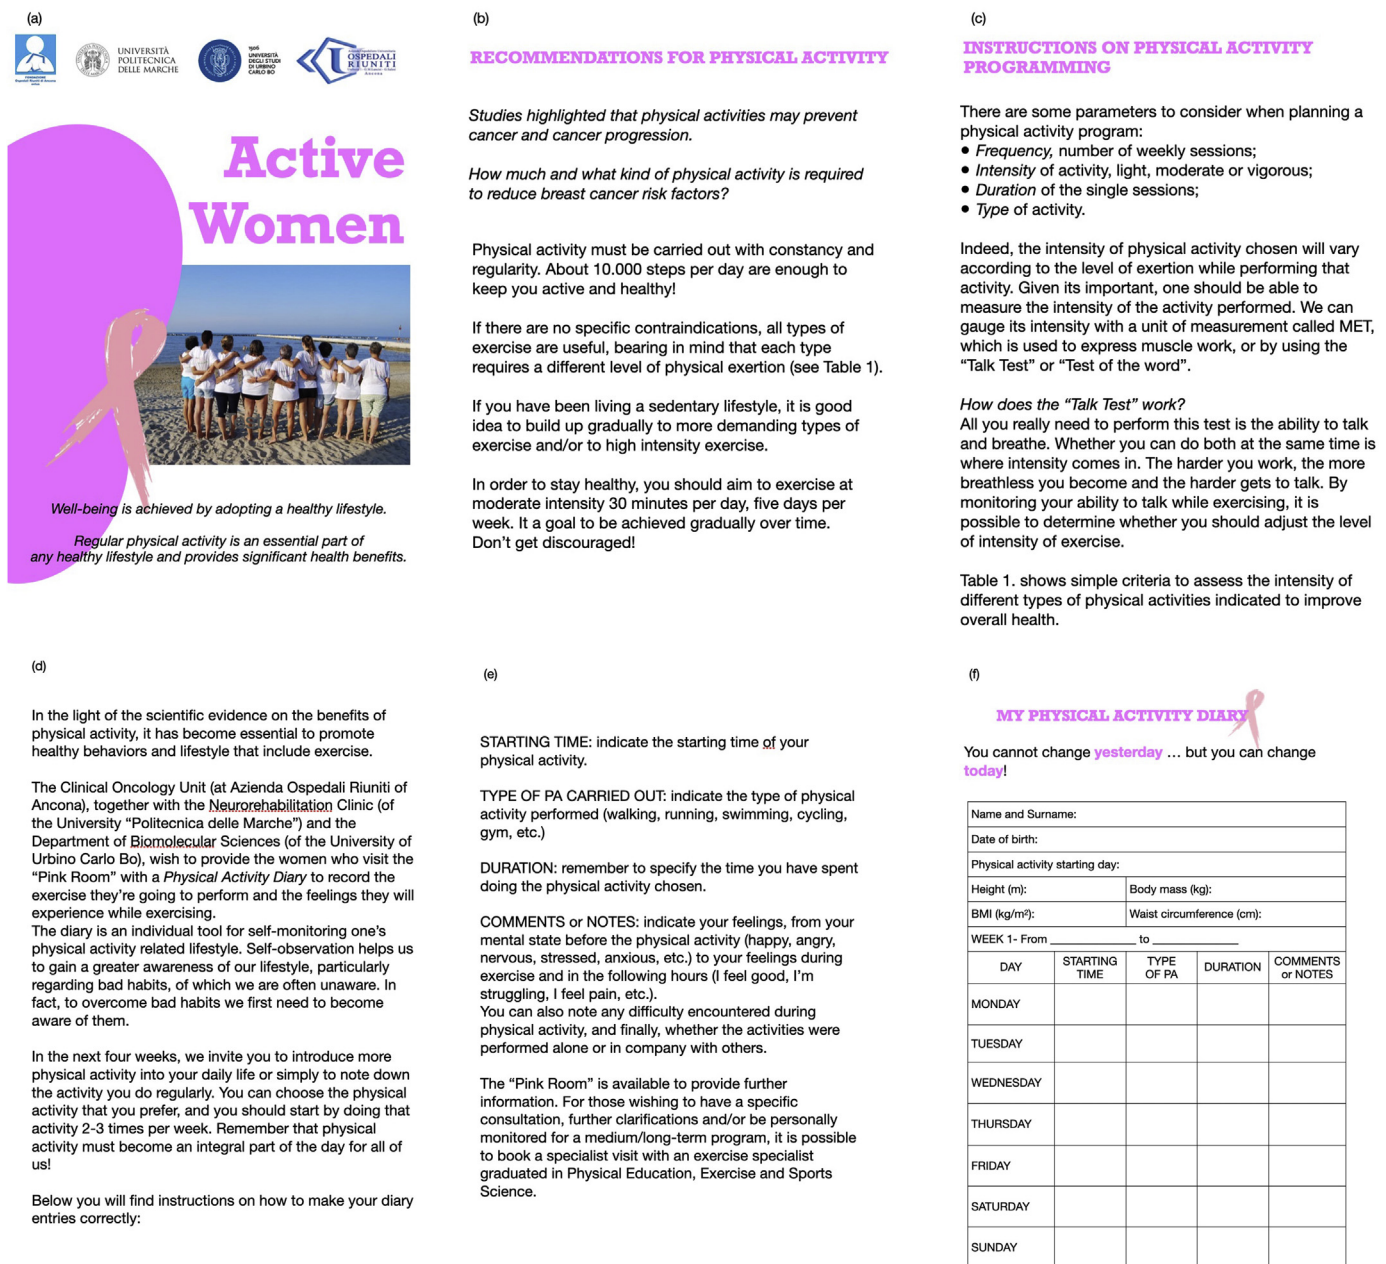 (a)
UNIVERSITÀ
POLITECNICA
DELLE MARCHE
1506
UNIVERSITÀ
DEGLI STUDI
DI URBINO
CARLO BO
OSPEDALI
RIUNITI
Active
Women
Well-being is achieved by adopting a healthy lifestyle.
Regular physical activity is an essential part of
any healthy lifestyle and provides significant health benefits.
(b)
RECOMMENDATIONS FOR PHYSICAL ACTIVITY
Studies highlighted that physical activities may prevent
cancer and cancer progression.
How much and what kind of physical activity is required
to reduce breast cancer risk factors?
Physical activity must be carried out with constancy and
regularity. About 10.000 steps per day are enough to
keep you active and healthy!
If there are no specific contraindications, all types of
exercise are useful, bearing in mind that each type
requires a different level of physical exertion (see Table 1).
If you have been living a sedentary lifestyle, it is good
idea to build up gradually to more demanding types of
exercise and/or to high intensity exercise.
In order to stay healthy, you should aim to exercise at
moderate intensity 30 minutes per day, five days per
week. It a goal to be achieved gradually over time.
Don't get discouraged!
(c)
INSTRUCTIONS ON PHYSICAL ACTIVITY
PROGRAMMING
There are some parameters to consider when planning a
physical activity program:
● Frequency, number of weekly sessions;
● Intensity of activity, light, moderate or vigorous;
● Duration of the single sessions;
● Type of activity.
Indeed, the intensity of physical activity chosen will vary
according to the level of exertion while performing that
activity. Given its important, one should be able to
measure the intensity of the activity performed. We can
gauge its intensity with a unit of measurement called MET,
which is used to express muscle work, or by using the
“Talk Test” or “Test of the word”.
How does the “Talk Test” work?
All you really need to perform this test is the ability to talk
and breathe. Whether you can do both at the same time is
where intensity comes in. The harder you work, the more
breathless you become and the harder gets to talk. By
monitoring your ability to talk while exercising, it is
possible to determine whether you should adjust the level
of intensity of exercise.
Table 1. shows simple criteria to assess the intensity of
different types of physical activities indicated to improve
overall health.
(d)
In the light of the scientific evidence on the benefits of
physical activity, it has become essential to promote
healthy behaviors and lifestyle that include exercise.
The Clinical Oncology Unit (at Azienda Ospedali Riuniti of
Ancona), together with the Neurorehabilitation Clinic (of
the University “Politecnica delle Marche”) and the
Department of Biomolecular Sciences (of the University of
Urbino Carlo Bo), wish to provide the women who visit the
“Pink Room” with a Physical Activity Diary to record the
exercise they're going to perform and the feelings they will
experience while exercising.
The diary is an individual tool for self-monitoring one's
physical activity related lifestyle. Self-observation helps us
to gain a greater awareness of our lifestyle, particularly
regarding bad habits, of which we are often unaware. In
fact, to overcome bad habits we first need to become
aware of them.
In the next four weeks, we invite you to introduce more
physical activity into your daily life or simply to note down
the activity you do regularly. You can choose the physical
activity that you prefer, and you should start by doing that
activity 2-3 times per week. Remember that physical
activity must become an integral part of the day for all of
us!
Below you will find instructions on how to make your diary
entries correctly:
(e)
STARTING TIME: indicate the starting time of your
physical activity.
TYPE OF PA CARRIED OUT: indicate the type of physical
activity performed (walking, running, swimming, cycling,
gym, etc.)
DURATION: remember to specify the time you have spent
doing the physical activity chosen.
COMMENTS or NOTES: indicate your feelings, from your
mental state before the physical activity (happy, angry,
nervous, stressed, anxious, etc.) to your feelings during
exercise and in the following hours (I feel good, I'm
struggling, I feel pain, etc.).
You can also note any difficulty encountered during
physical activity, and finally, whether the activities were
performed alone or in company with others.
The “Pink Room” is available to provide further
information. For those wishing to have a specific
consultation, further clarifications and/or be personally
monitored for a medium/long-term program, it is possible
to book a specialist visit with an exercise specialist
graduated in Physical Education, Exercise and Sports
Science.
(f)
MY PHYSICAL ACTIVITY DIARY
You cannot change yesterday ... but you can change
today!
Name and Surname:
Date of birth:
Physical activity starting day:
Height (m): Body mass (kg):
BMI (kg/m²): Waist circumference (cm):
WEEK 1- From ____________ to ____________
DAY STARTING TIME TYPE OF PA DURATION COMMENTS or NOTES
MONDAY
TUESDAY
WEDNESDAY
THURSDAY
FRIDAY
SATURDAY
SUNDAY